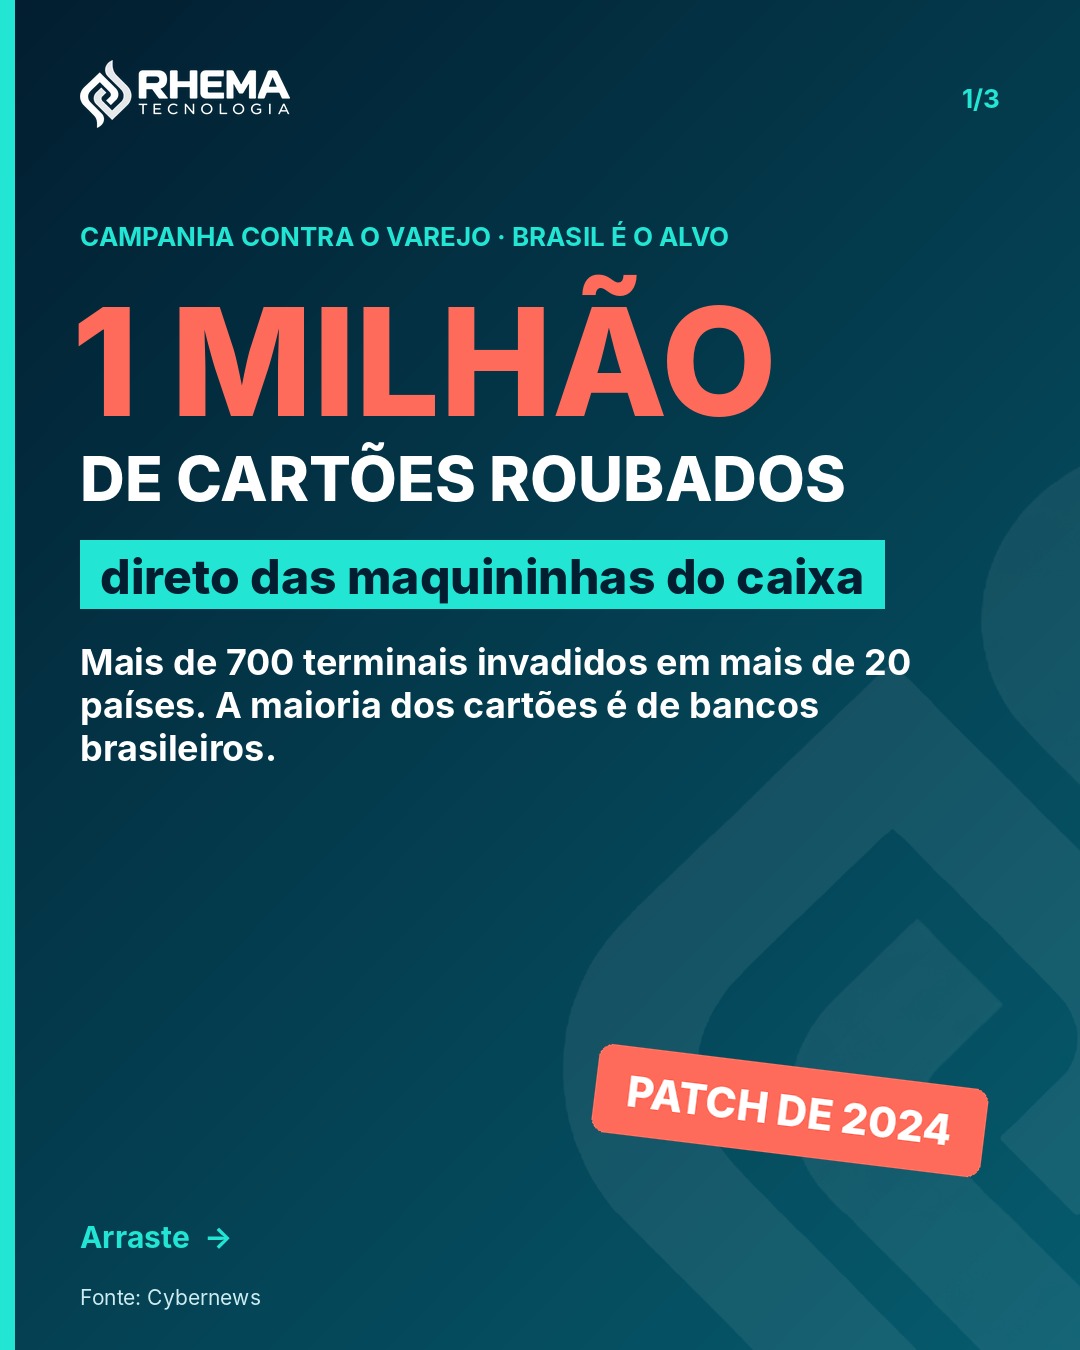 RHEMA
TECNOLOGIA
1/3
CAMPANHA CONTRA O VAREJO · BRASIL É O ALVO
1 MILHÃO
DE CARTÕES ROUBADOS
direto das maquininhas do caixa
Mais de 700 terminais invadidos em mais de 20
países. A maioria dos cartões é de bancos
brasileiros.
PATCH DE 2024
Arraste →
Fonte: Cybernews